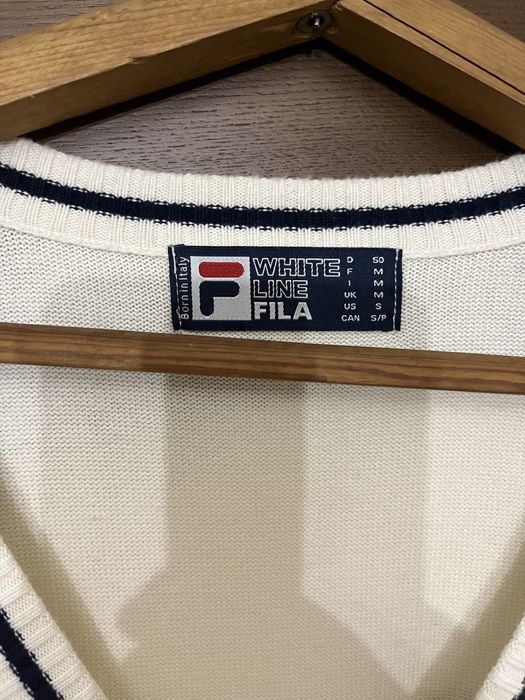 Born in Italy
WHITE
LINE
FILA
D 50
F M
I M
UK M
US S
CAN S/P